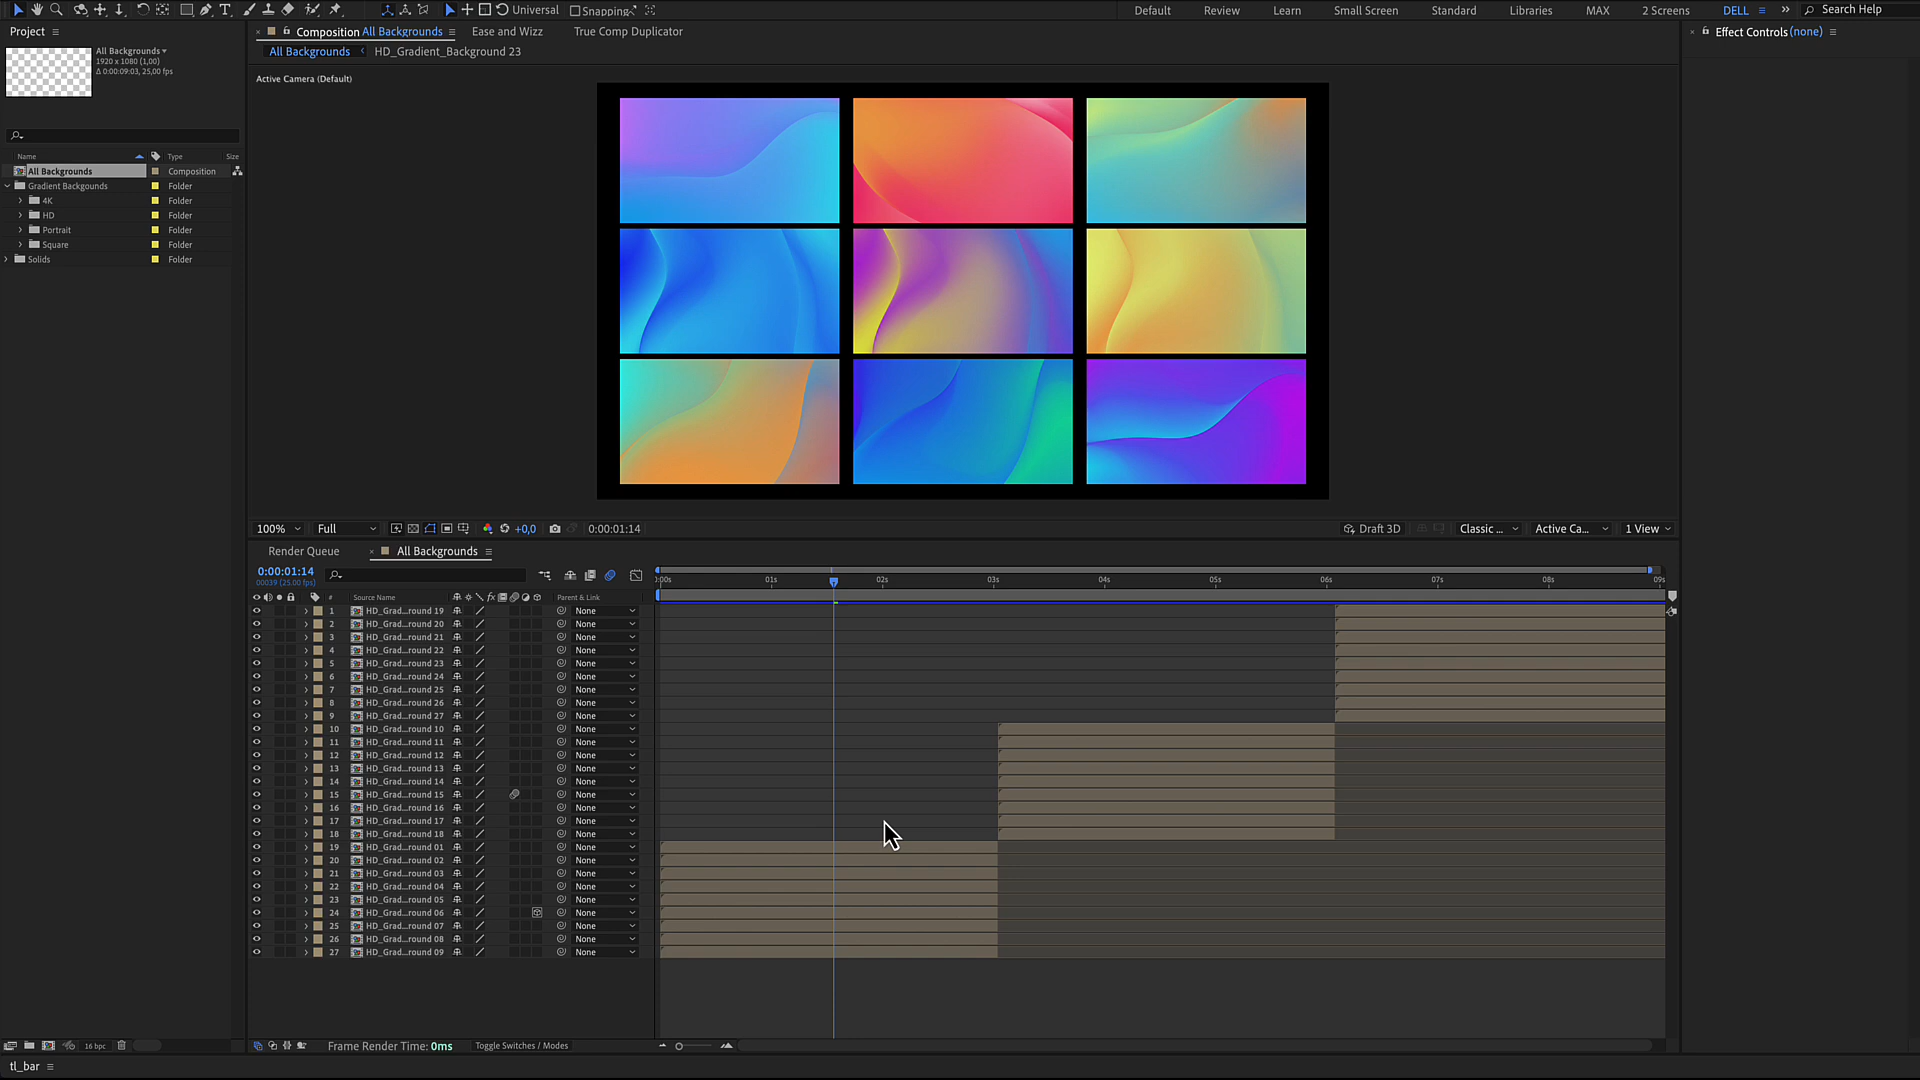 Universal
Snapping
Default
Review
Learn
Small Screen
Standard
Libraries
MAX
2 Screens
DELL
Search Help
Project
All Backgrounds
1920 x 1080 (1,00)
Δ 0:00:09:03, 25,00 fps
Name
Type
Size
All Backgrounds
Composition
Gradient Backgounds
Folder
4K
Folder
HD
Folder
Portrait
Folder
Square
Folder
Solids
Folder
Composition All Backgrounds
Ease and Wizz
True Comp Duplicator
All Backgrounds
HD_Gradient_Background 23
Active Camera (Default)
Effect Controls (none)
100%
Full
+0,0
0:00:01:14
Draft 3D
Classic ...
Active Ca...
1 View
Render Queue
All Backgrounds
0:00:01:14
00039 (25.00 fps)
#
Source Name
fx
Parent & Link
0:00s
01s
02s
03s
04s
05s
06s
07s
08s
09s
1 HD_Grad...round 19 None
2 HD_Grad...round 20 None
3 HD_Grad...round 21 None
4 HD_Grad...round 22 None
5 HD_Grad...round 23 None
6 HD_Grad...round 24 None
7 HD_Grad...round 25 None
8 HD_Grad...round 26 None
9 HD_Grad...round 27 None
10 HD_Grad...round 10 None
11 HD_Grad...round 11 None
12 HD_Grad...round 12 None
13 HD_Grad...round 13 None
14 HD_Grad...round 14 None
15 HD_Grad...round 15 None
16 HD_Grad...round 16 None
17 HD_Grad...round 17 None
18 HD_Grad...round 18 None
19 HD_Grad...round 01 None
20 HD_Grad...round 02 None
21 HD_Grad...round 03 None
22 HD_Grad...round 04 None
23 HD_Grad...round 05 None
24 HD_Grad...round 06 None
25 HD_Grad...round 07 None
26 HD_Grad...round 08 None
27 HD_Grad...round 09 None
16 bpc
Frame Render Time: 0ms
Toggle Switches / Modes
tl_bar